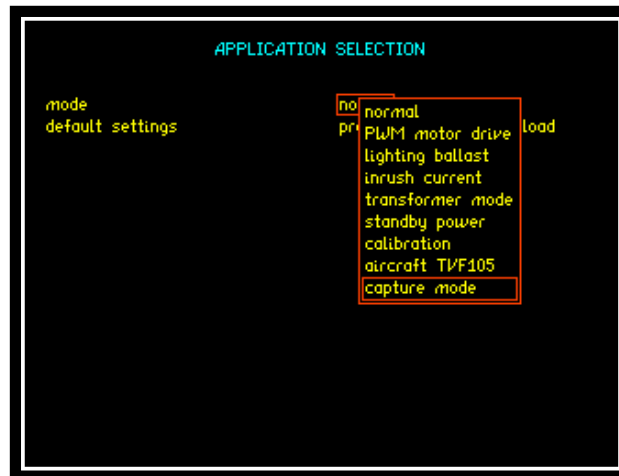 APPLICATION SELECTION
mode
default settings
load
normal
PWM motor drive
lighting ballast
inrush current
transformer mode
standby power
calibration
aircraft TVF105
capture mode